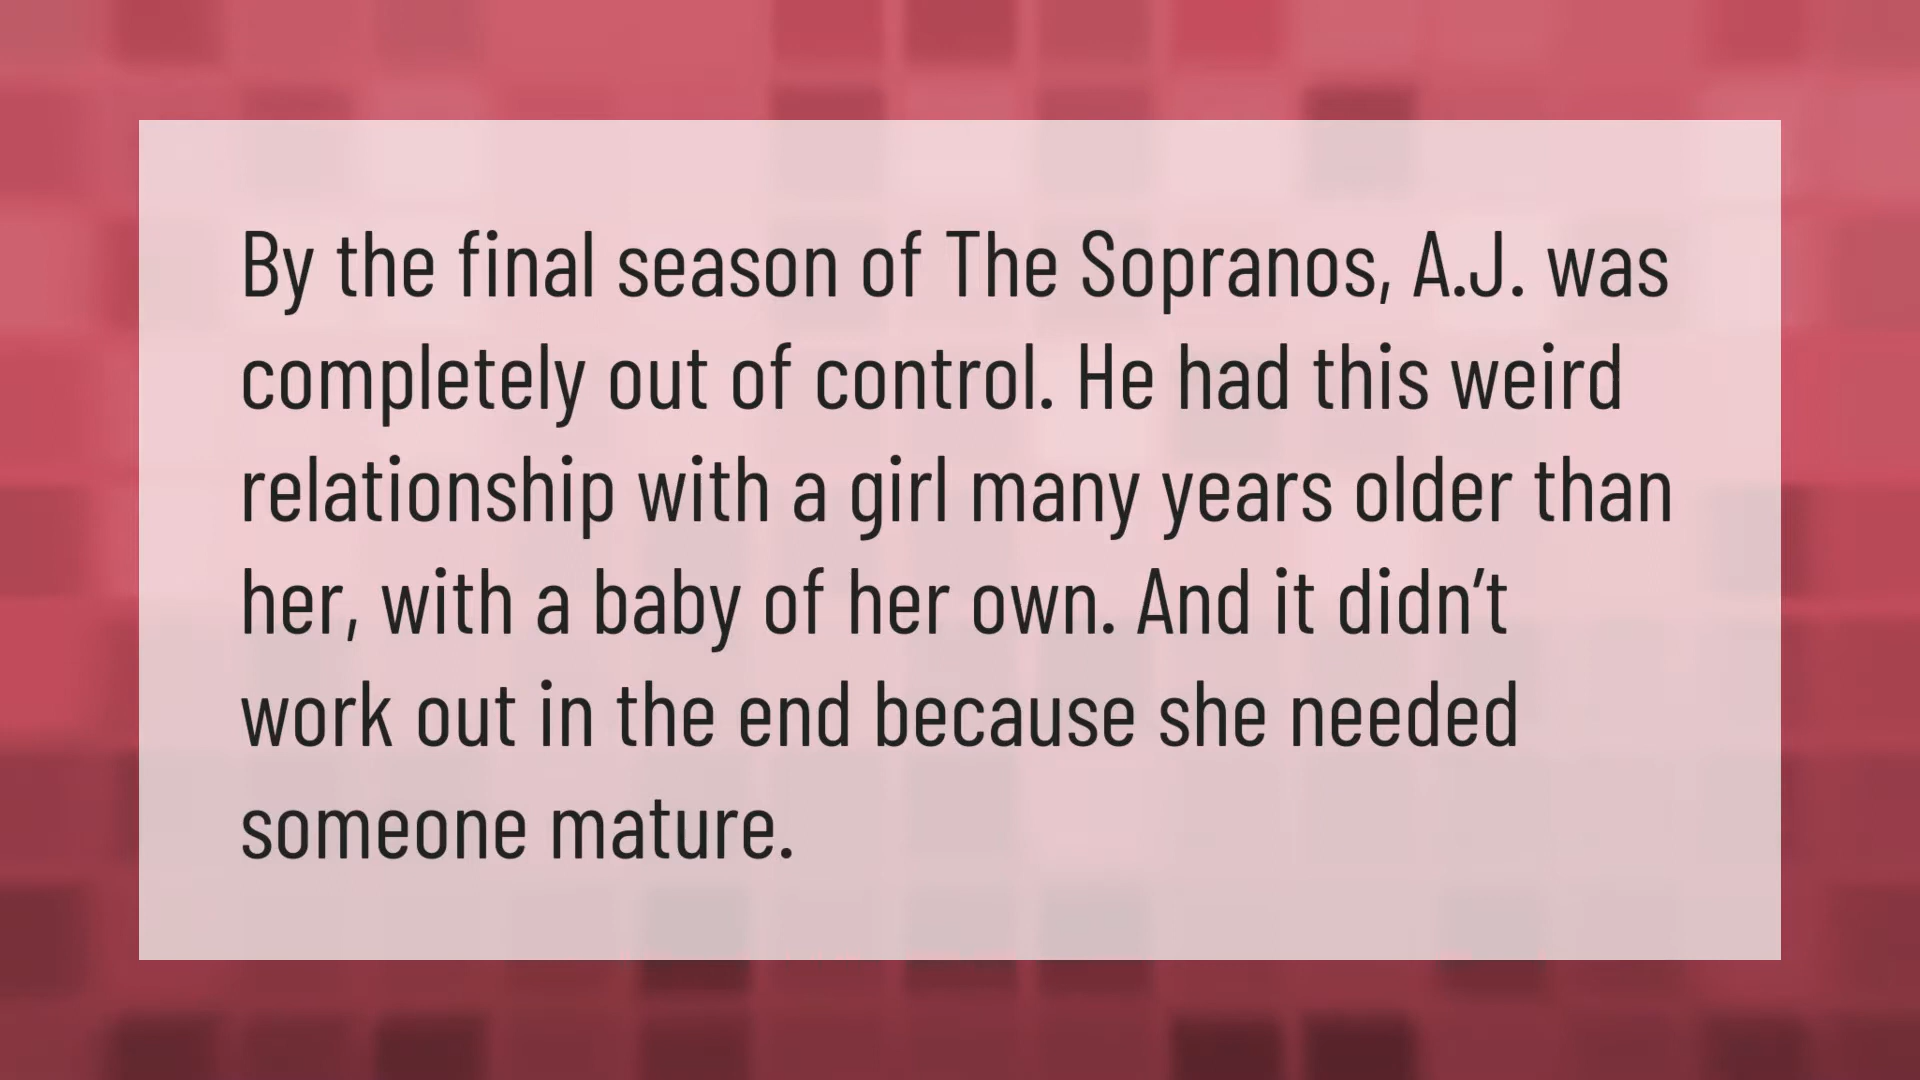 By the final season of The Sopranos, A.J. was
completely out of control. He had this weird
relationship with a girl many years older than
her, with a baby of her own. And it didn’t
work out in the end because she needed
someone mature.